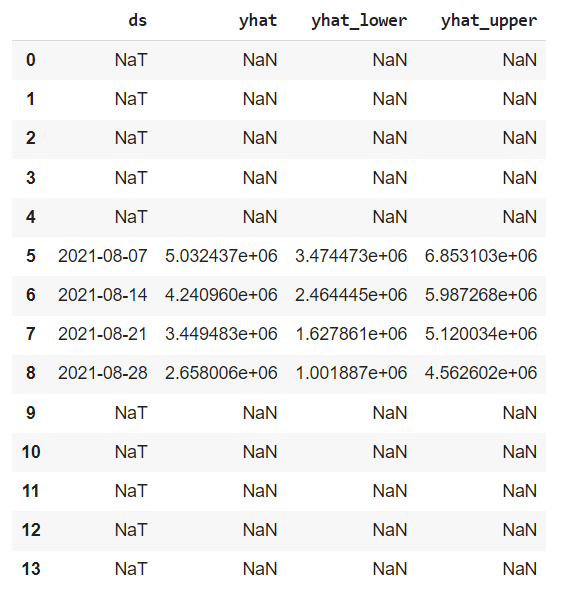 ds yhat yhat_lower yhat_upper
0 NaT NaN NaN NaN
1 NaT NaN NaN NaN
2 NaT NaN NaN NaN
3 NaT NaN NaN NaN
4 NaT NaN NaN NaN
5 2021-08-07 5.032437e+06 3.474473e+06 6.853103e+06
6 2021-08-14 4.240960e+06 2.464445e+06 5.987268e+06
7 2021-08-21 3.449483e+06 1.627861e+06 5.120034e+06
8 2021-08-28 2.658006e+06 1.001887e+06 4.562602e+06
9 NaT NaN NaN NaN
10 NaT NaN NaN NaN
11 NaT NaN NaN NaN
12 NaT NaN NaN NaN
13 NaT NaN NaN NaN